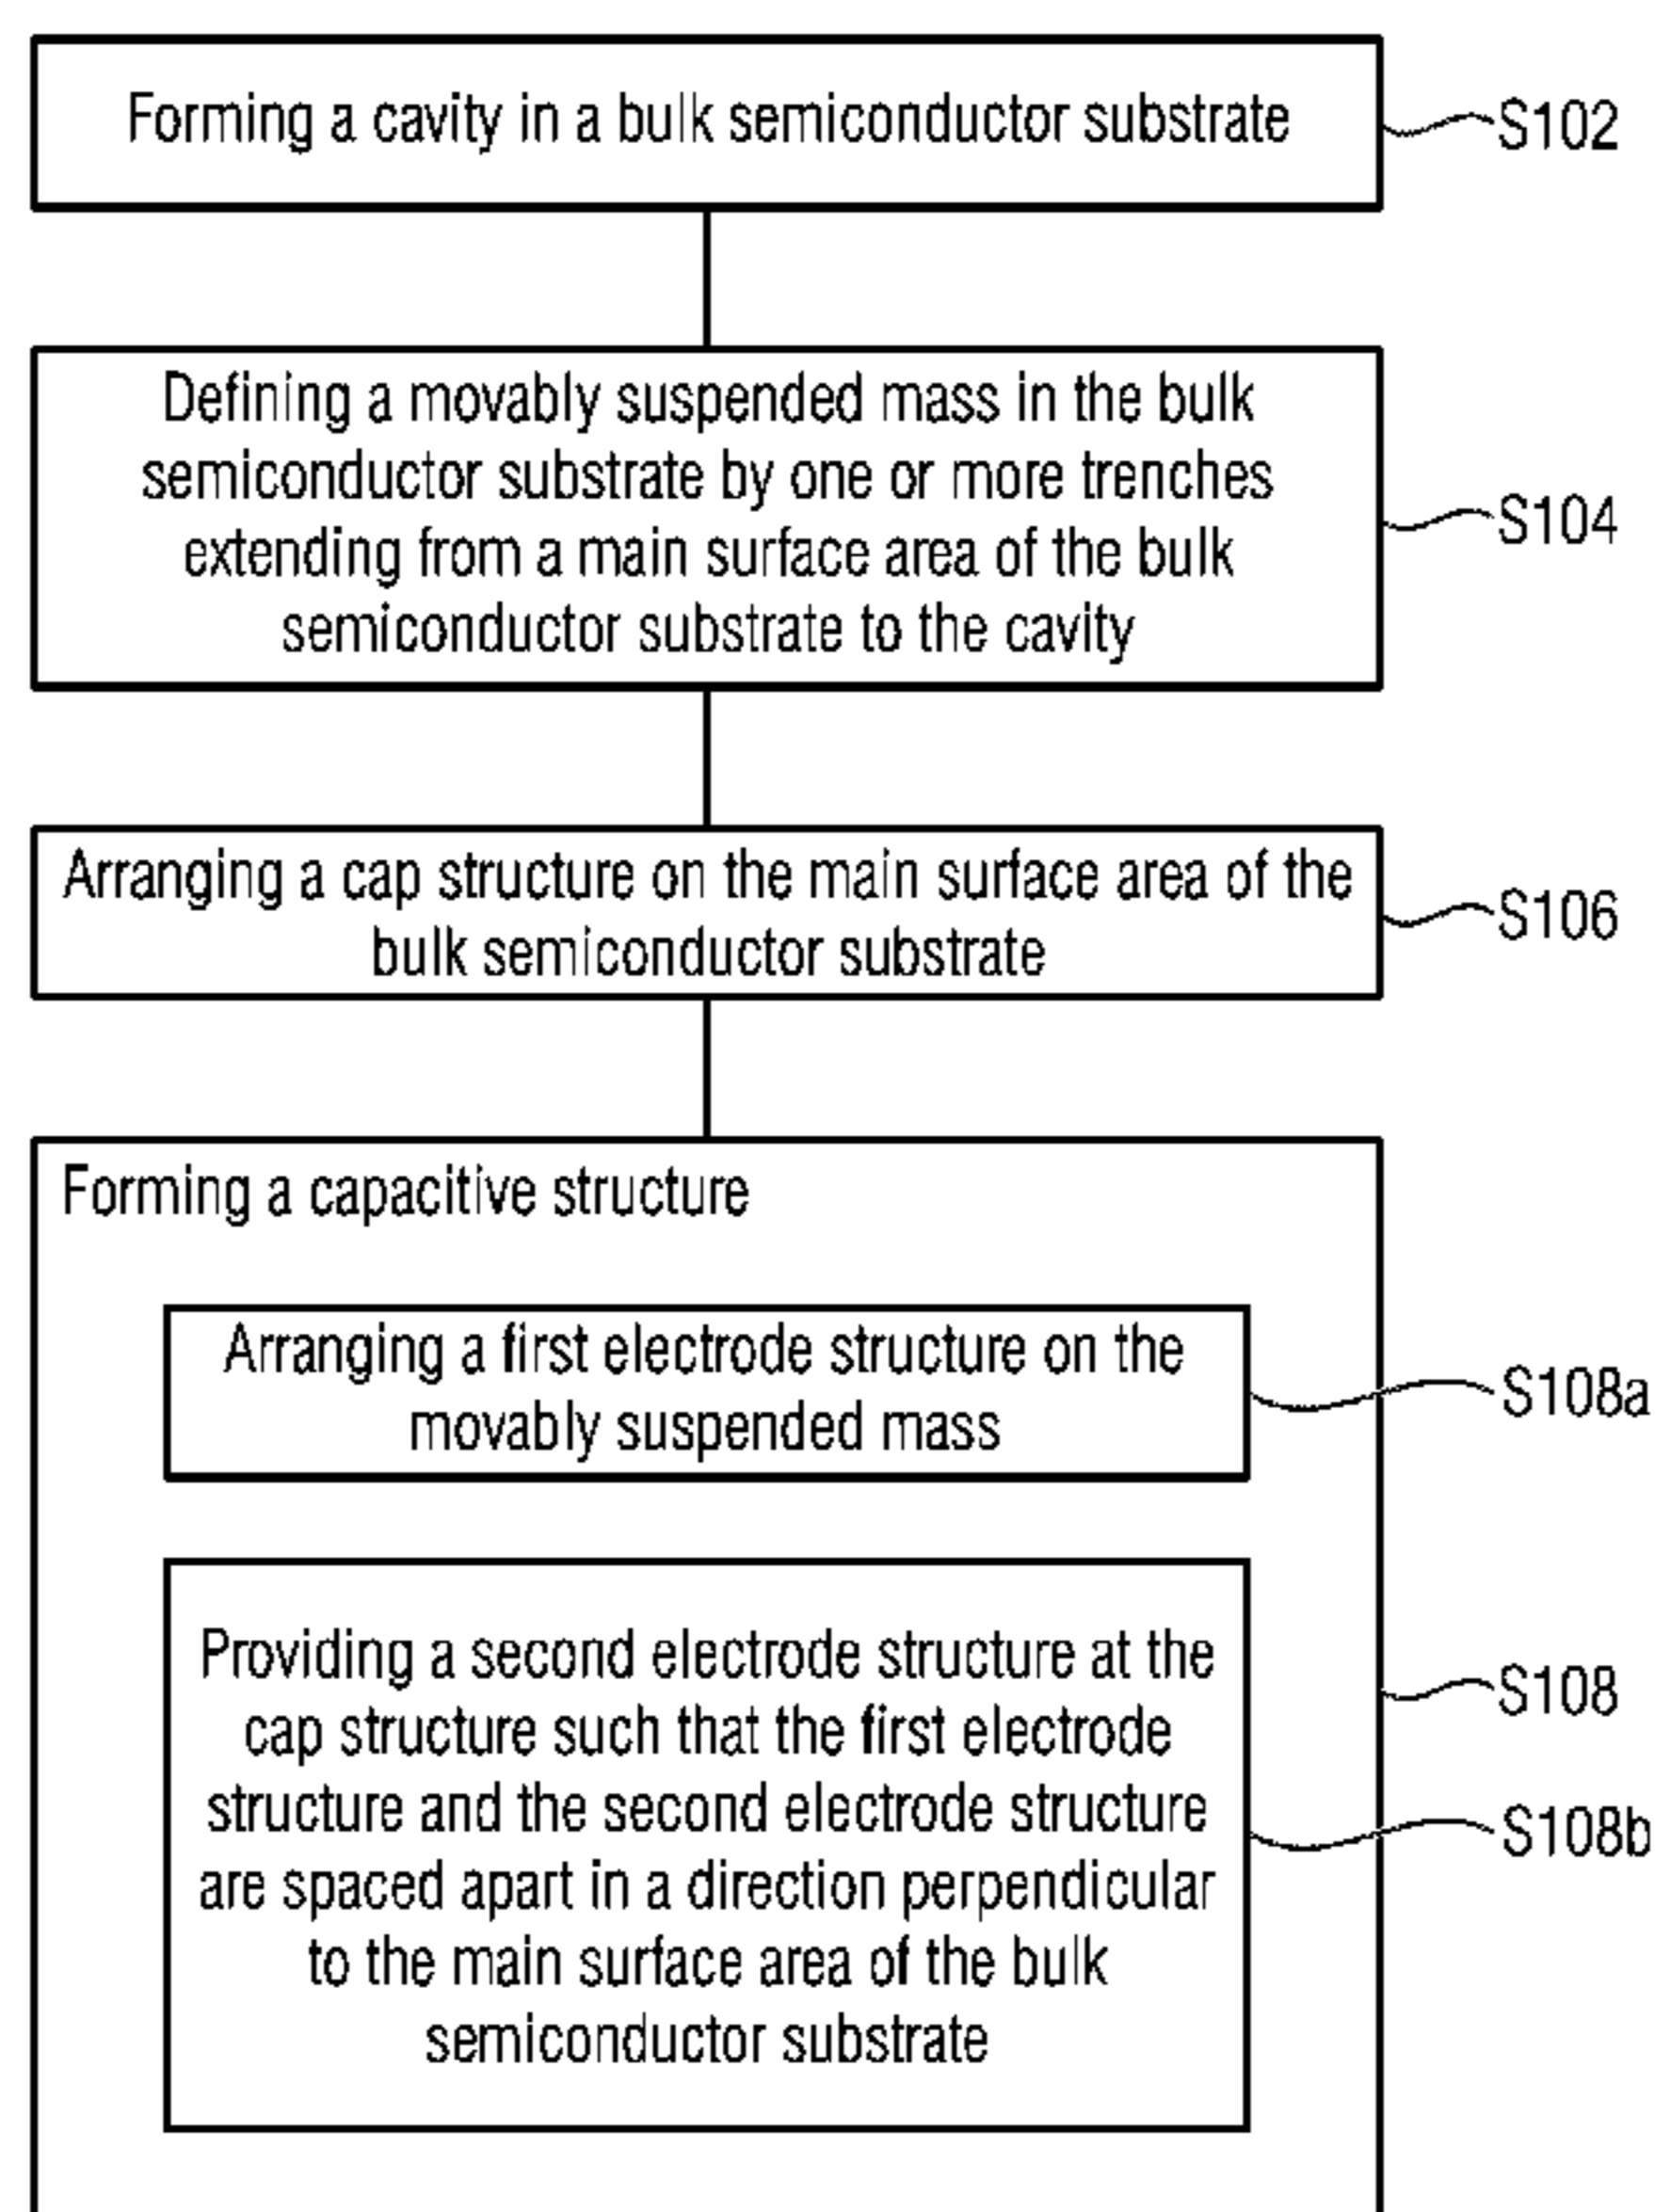 Forming a cavity in a bulk semiconductor substrate
S102
Defining a movably suspended mass in the bulk
semiconductor substrate by one or more trenches
extending from a main surface area of the bulk
semiconductor substrate to the cavity
S104
Arranging a cap structure on the main surface area of the
bulk semiconductor substrate
S106
Forming a capacitive structure
Arranging a first electrode structure on the
movably suspended mass
S108a
Providing a second electrode structure at the
cap structure such that the first electrode
structure and the second electrode structure
are spaced apart in a direction perpendicular
to the main surface area of the bulk
semiconductor substrate
S108
S108b